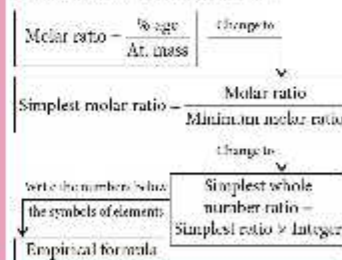 Molar ratio = % age / At. mass
Change to
Simplest molar ratio = Molar ratio / Minimum molar ratio
Change to
Simplest whole
number ratio =
Simplest ratio × Integer
Write the numbers below
the symbols of elements
Empirical formula